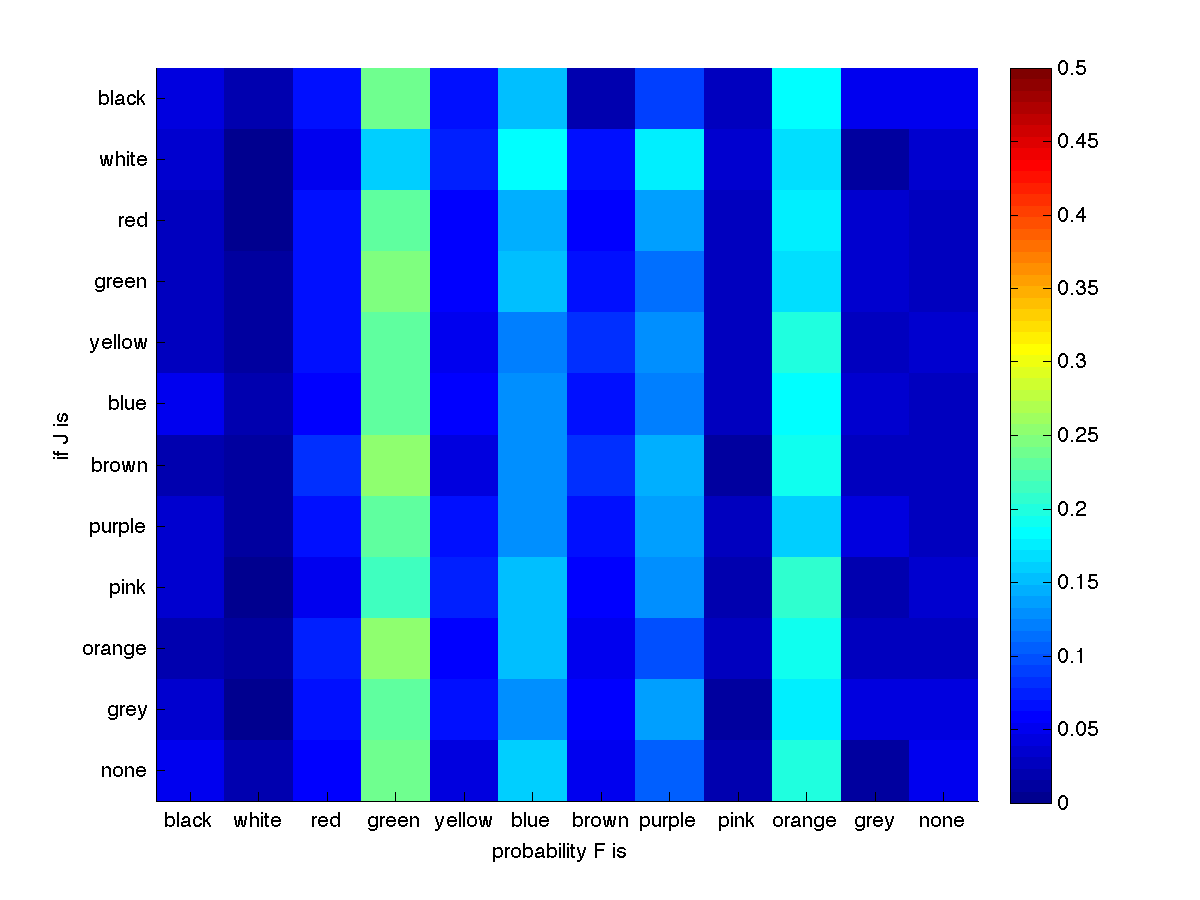 black
white
red
green
yellow
blue
brown
purple
pink
orange
grey
none
if J is
black white red green yellow blue brown purple pink orange grey none
probability F is
0.5
0.45
0.4
0.35
0.3
0.25
0.2
0.15
0.1
0.05
0